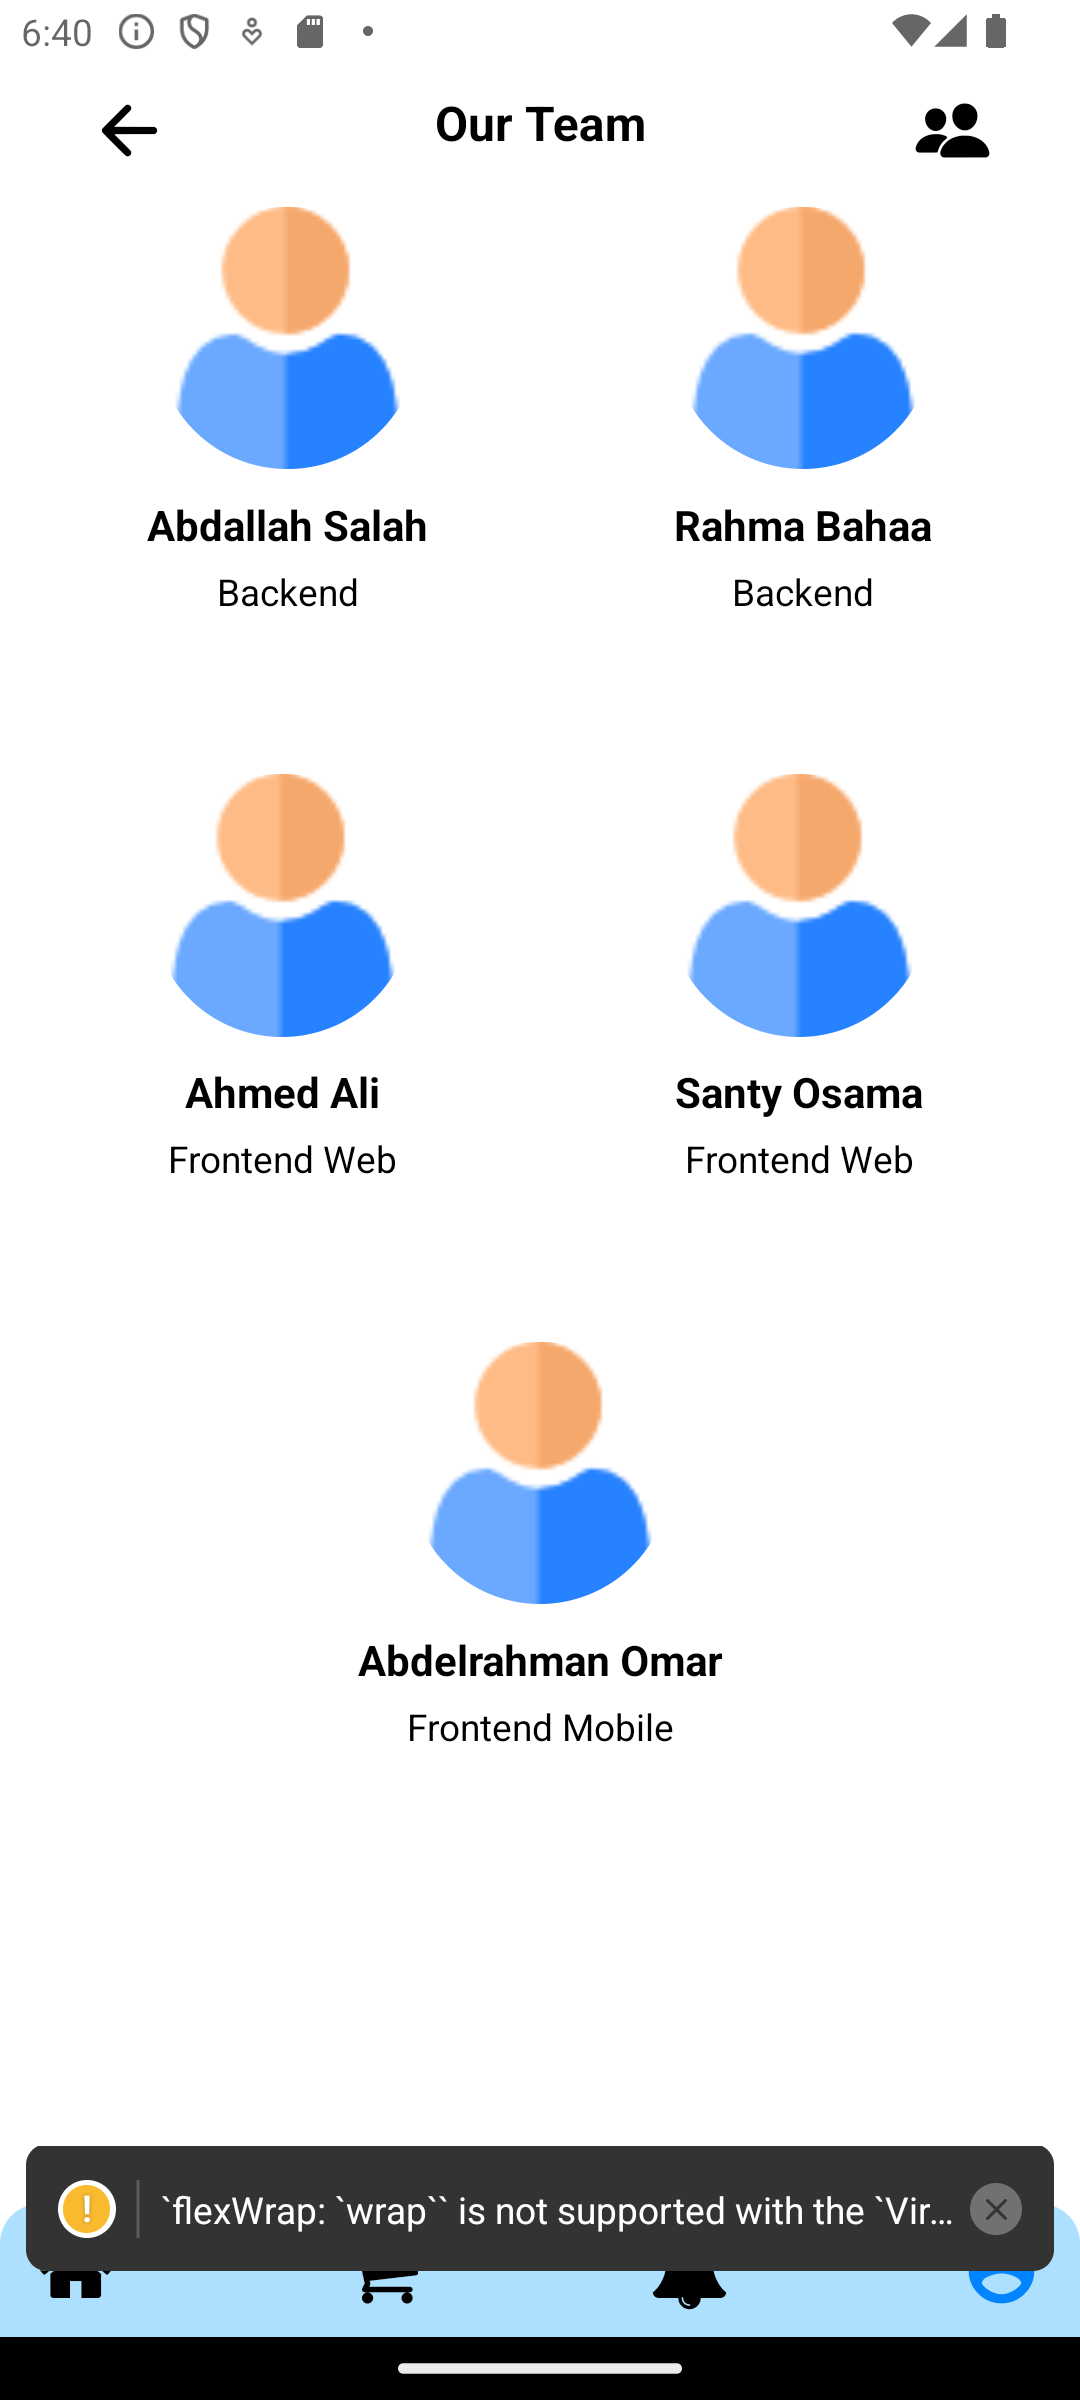 6:40
Our Team
Abdallah Salah
Rahma Bahaa
Backend
Backend
Ahmed Ali
Santy Osama
Frontend Web
Frontend Web
Abdelrahman Omar
Frontend Mobile
`flexWrap: `wrap`` is not supported with the `Vir...